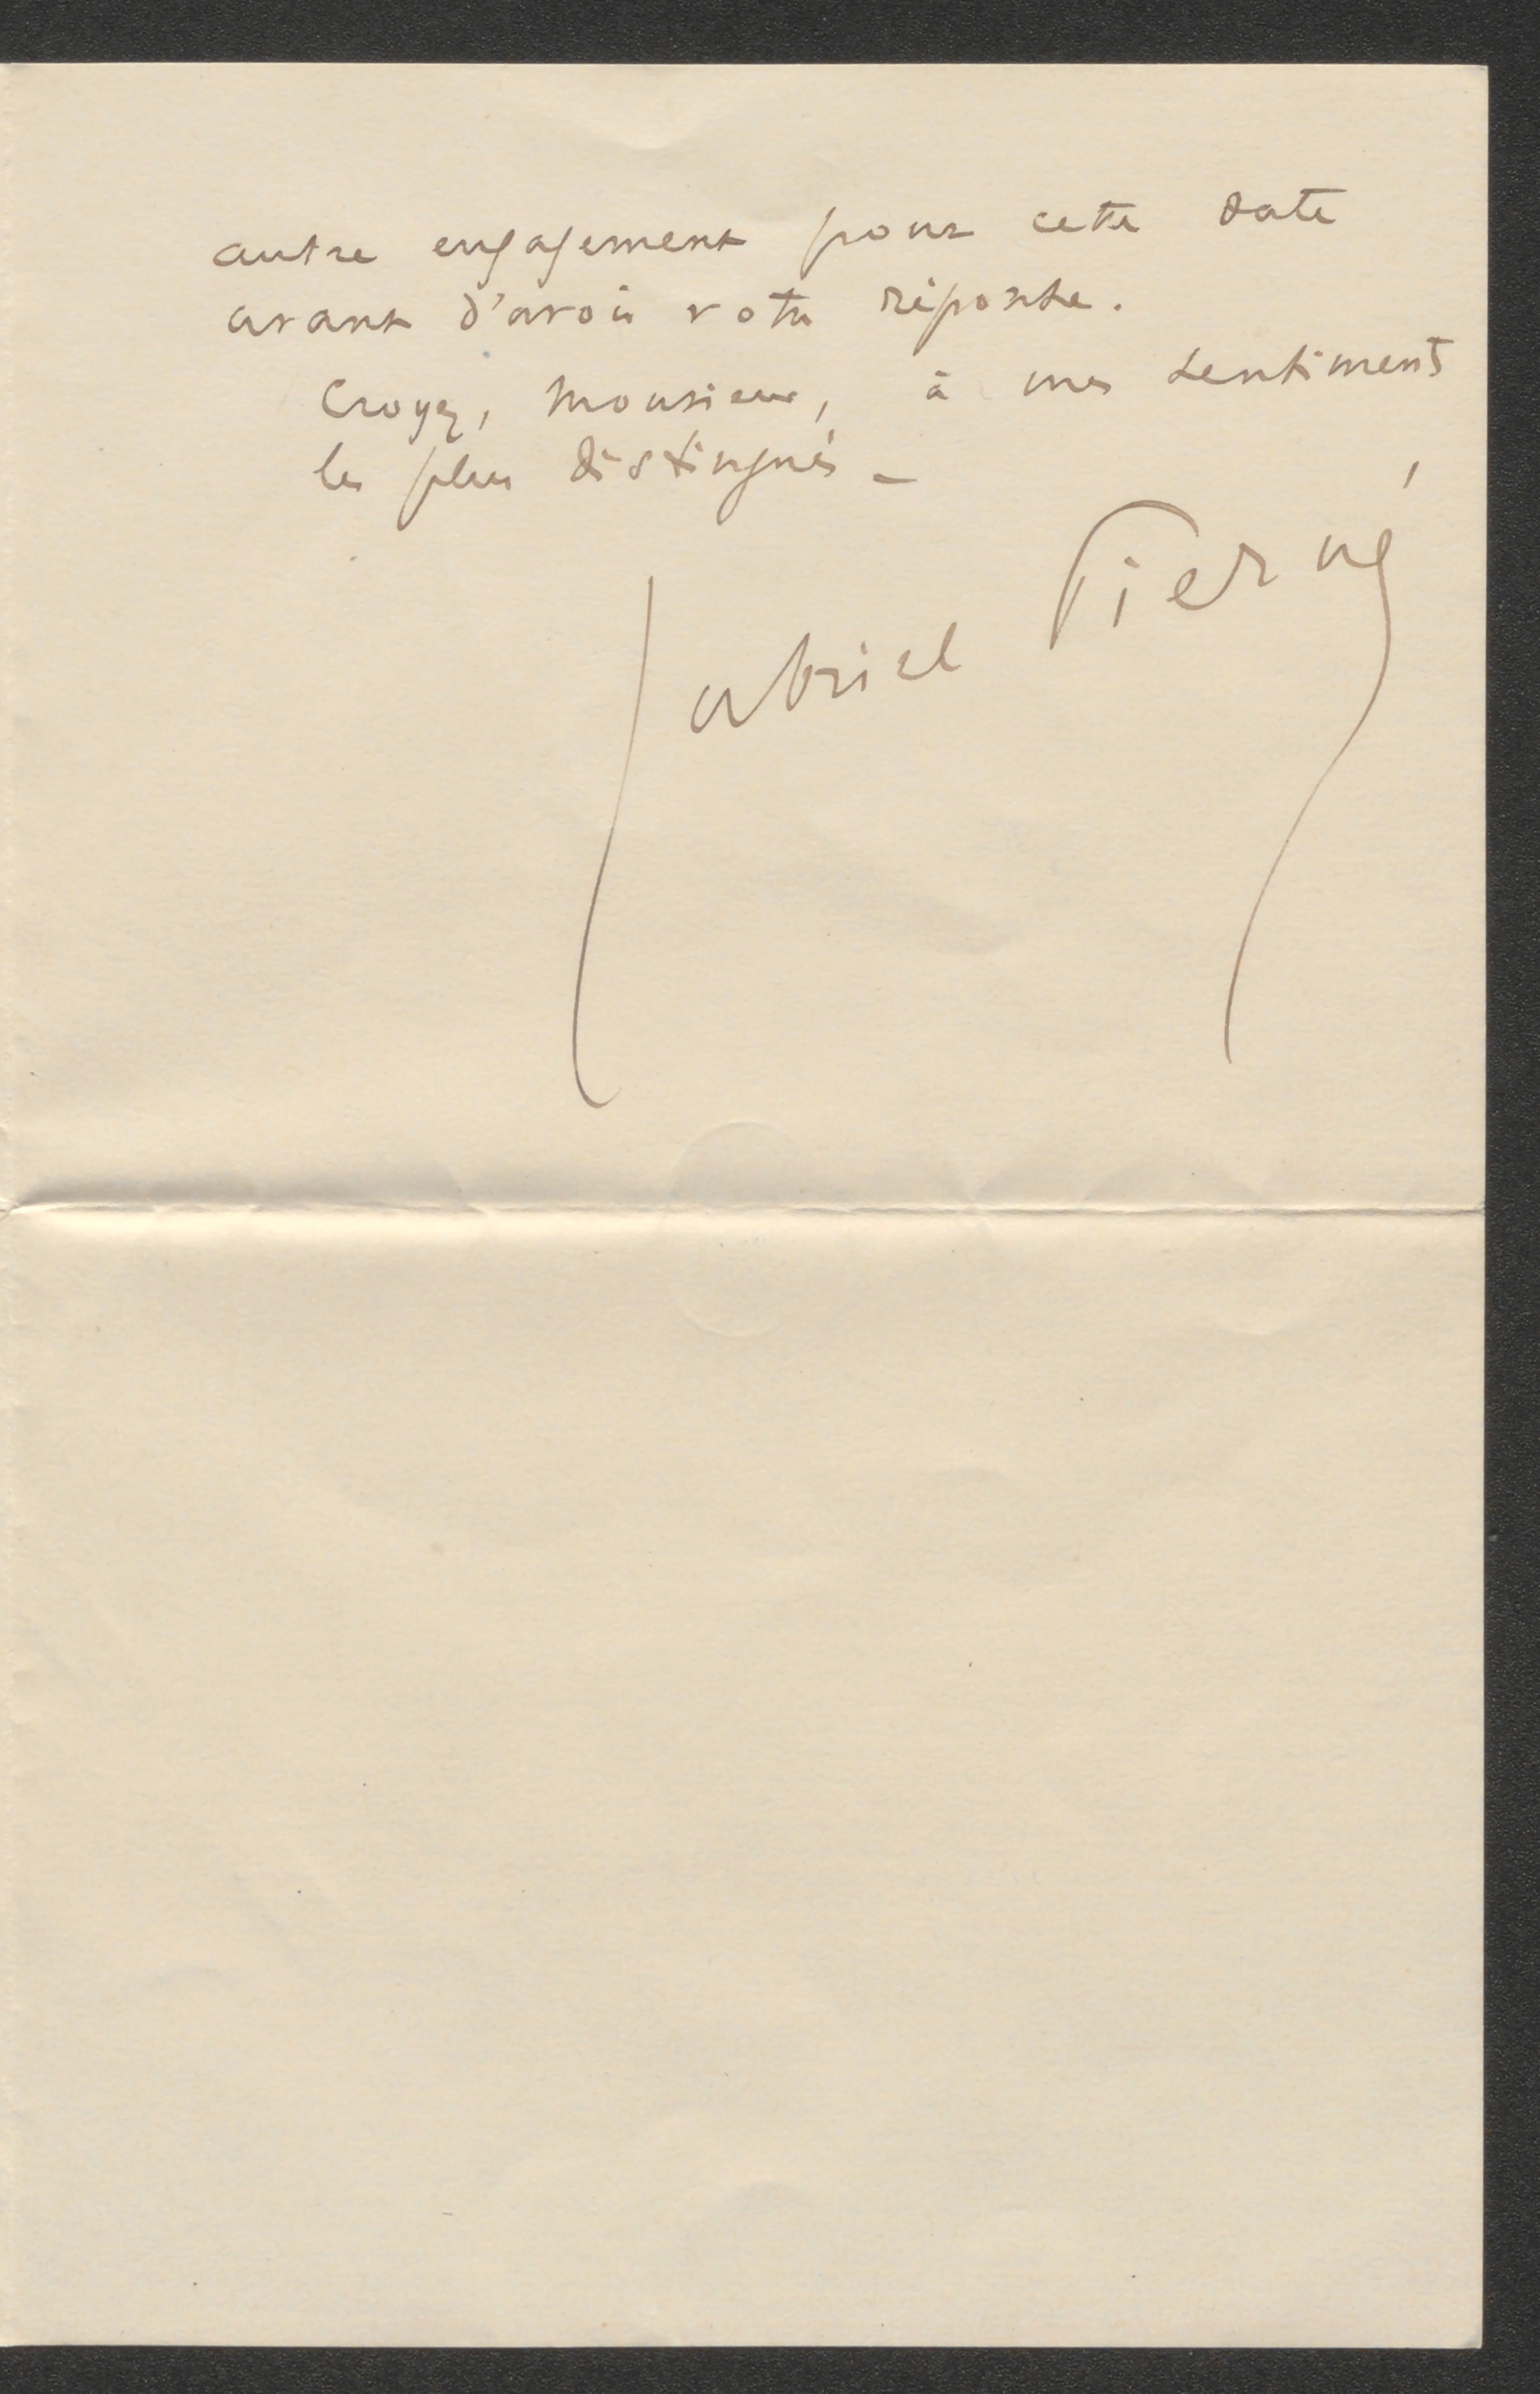 autre engagement pour cette date
avant d'avoir votre réponse.
Croyez, Monsieur, à mes sentiments
les plus distingués _
Gabriel Pierné